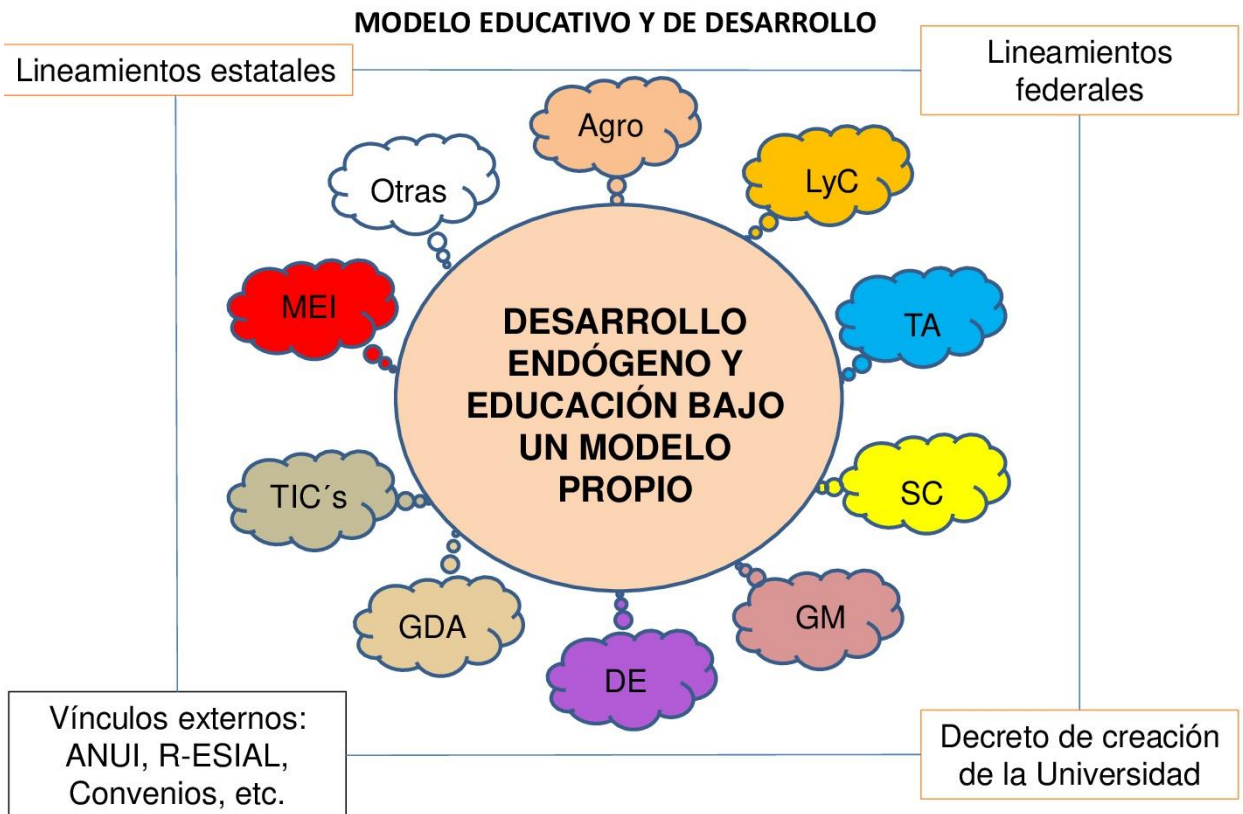 MODELO EDUCATIVO Y DE DESARROLLO
Lineamientos estatales
Lineamientos
federales
Agro
LyC
Otras
MEI
TA
DESARROLLO
ENDÓGENO Y
EDUCACIÓN BAJO
UN MODELO
PROPIO
TIC´s
SC
GDA
GM
DE
Vínculos externos:
ANUI, R-ESIAL,
Convenios, etc.
Decreto de creación
de la Universidad